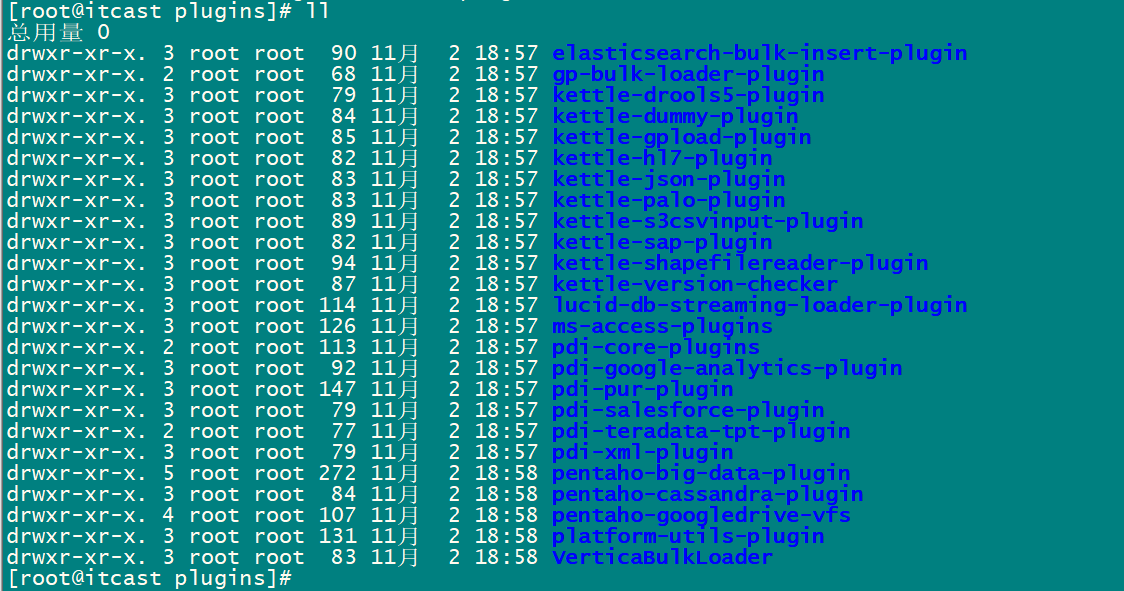 [root@itcast plugins]# ll
总用量 0
drwxr-xr-x. 3 root root  90 11月  2 18:57 elasticsearch-bulk-insert-plugin
drwxr-xr-x. 2 root root  68 11月  2 18:57 gp-bulk-loader-plugin
drwxr-xr-x. 3 root root  79 11月  2 18:57 kettle-drools5-plugin
drwxr-xr-x. 3 root root  84 11月  2 18:57 kettle-dummy-plugin
drwxr-xr-x. 3 root root  85 11月  2 18:57 kettle-gpload-plugin
drwxr-xr-x. 3 root root  82 11月  2 18:57 kettle-hl7-plugin
drwxr-xr-x. 3 root root  83 11月  2 18:57 kettle-json-plugin
drwxr-xr-x. 3 root root  83 11月  2 18:57 kettle-palo-plugin
drwxr-xr-x. 3 root root  89 11月  2 18:57 kettle-s3csvinput-plugin
drwxr-xr-x. 3 root root  82 11月  2 18:57 kettle-sap-plugin
drwxr-xr-x. 3 root root  94 11月  2 18:57 kettle-shapefilereader-plugin
drwxr-xr-x. 3 root root  87 11月  2 18:57 kettle-version-checker
drwxr-xr-x. 3 root root 114 11月  2 18:57 lucid-db-streaming-loader-plugin
drwxr-xr-x. 3 root root 126 11月  2 18:57 ms-access-plugins
drwxr-xr-x. 2 root root 113 11月  2 18:57 pdi-core-plugins
drwxr-xr-x. 3 root root  92 11月  2 18:57 pdi-google-analytics-plugin
drwxr-xr-x. 3 root root 147 11月  2 18:57 pdi-pur-plugin
drwxr-xr-x. 3 root root  79 11月  2 18:57 pdi-salesforce-plugin
drwxr-xr-x. 2 root root  77 11月  2 18:57 pdi-teradata-tpt-plugin
drwxr-xr-x. 3 root root  79 11月  2 18:57 pdi-xml-plugin
drwxr-xr-x. 5 root root 272 11月  2 18:58 pentaho-big-data-plugin
drwxr-xr-x. 3 root root  84 11月  2 18:58 pentaho-cassandra-plugin
drwxr-xr-x. 4 root root 107 11月  2 18:58 pentaho-googledrive-vfs
drwxr-xr-x. 3 root root 131 11月  2 18:58 platform-utils-plugin
drwxr-xr-x. 3 root root  83 11月  2 18:58 VerticaBulkLoader
[root@itcast plugins]#